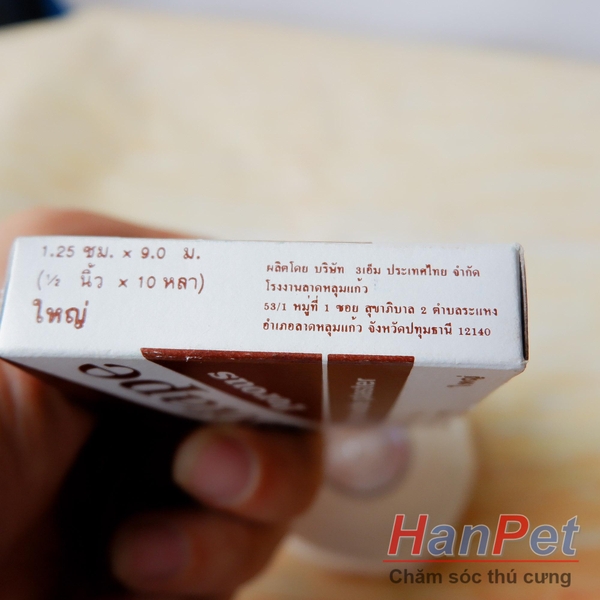 1.25 ซม. x 9.0 ม.
(½ นิ้ว x 10 หลา)
ใหญ่
ผลิตโดย บริษัท 3เอ็ม ประเทศไทย จำกัด
โรงงานลาดหลุมแก้ว
53/1 หมู่ที่ 1 ซอย สุขาภิบาล 2 ตำบลระแหง
อำเภอลาดหลุมแก้ว จังหวัดปทุมธานี 12140
HanPet
Chăm sóc thú cưng